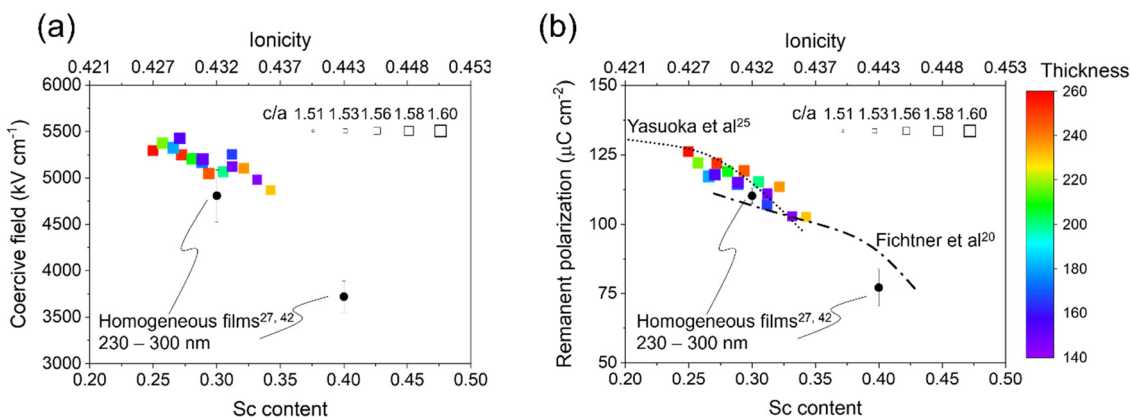 (a)
Ionicity
0.421 0.427 0.432 0.437 0.443 0.448 0.453
6000
5500
5000
4500
4000
3500
3000
Coercive field (kV cm⁻¹)
c/a 1.51 1.53 1.56 1.58 1.60
Homogeneous films²⁷, ⁴²
230 – 300 nm
0.20 0.25 0.30 0.35 0.40 0.45 0.50
Sc content
(b)
Ionicity
0.421 0.427 0.432 0.437 0.443 0.448 0.453
150
125
100
75
50
Remanent polarization (μC cm⁻²)
c/a 1.51 1.53 1.56 1.58 1.60
Yasuoka et al²⁵
Fichtner et al²⁰
Homogeneous films²⁷, ⁴²
230 – 300 nm
0.20 0.25 0.30 0.35 0.40 0.45 0.50
Sc content
Thickness
260
240
220
200
180
160
140